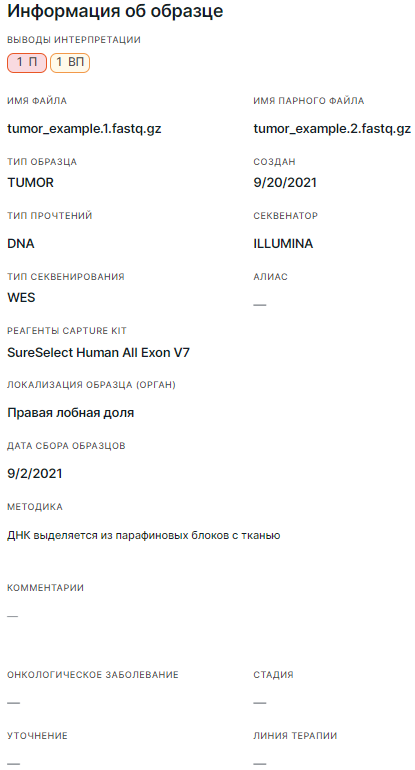 Информация об образце
ВЫВОДЫ ИНТЕРПРЕТАЦИИ
1 П 1 ВП
ИМЯ ФАЙЛА ИМЯ ПАРНОГО ФАЙЛА
tumor_example.1.fastq.gz tumor_example.2.fastq.gz
ТИП ОБРАЗЦА СОЗДАН
TUMOR 9/20/2021
ТИП ПРОЧТЕНИЙ СЕКВЕНАТОР
DNA ILLUMINA
ТИП СЕКВЕНИРОВАНИЯ АЛИАС
WES —
РЕАГЕНТЫ CAPTURE KIT
SureSelect Human All Exon V7
ЛОКАЛИЗАЦИЯ ОБРАЗЦА (ОРГАН)
Правая лобная доля
ДАТА СБОРА ОБРАЗЦОВ
9/2/2021
МЕТОДИКА
ДНК выделяется из парафиновых блоков с тканью
КОММЕНТАРИИ
—
ОНКОЛОГИЧЕСКОЕ ЗАБОЛЕВАНИЕ СТАДИЯ
— —
УТОЧНЕНИЕ ЛИНИЯ ТЕРАПИИ
— —